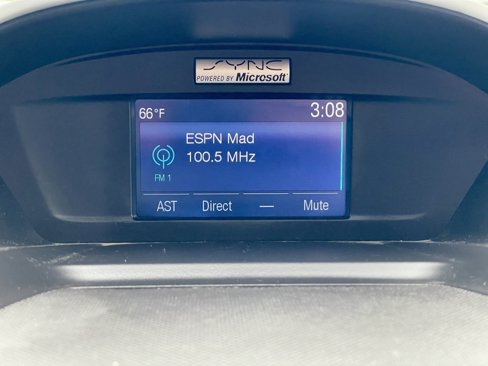 SYNC
POWERED BY Microsoft
66°F 3:08
ESPN Mad
100.5 MHz
FM 1
AST Direct — Mute